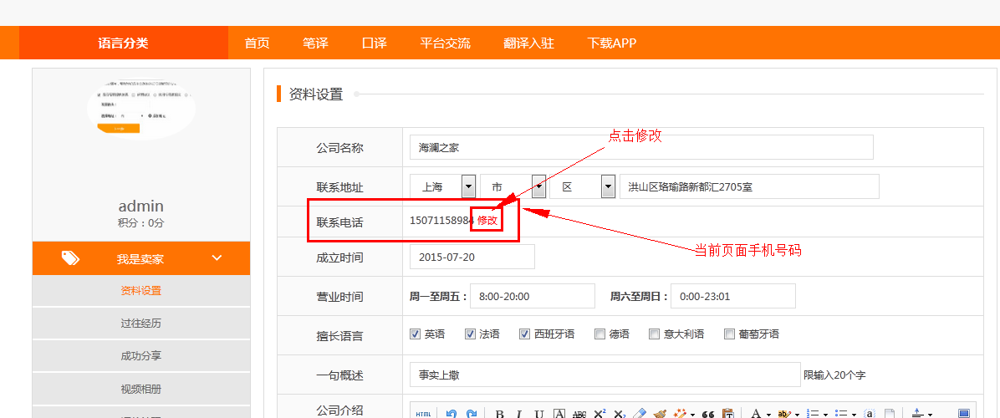 语言分类 首页 笔译 口译 平台交流 翻译入驻 下载APP
admin
积分：0分
我是卖家
资料设置
过往经历
成功分享
视频相册
资料设置
点击修改
公司名称 海澜之家
联系地址 上海 市 区 洪山区珞瑜路新都汇2705室
联系电话 15071158984 修改
当前页面手机号码
成立时间 2015-07-20
营业时间 周一至周五： 8:00-20:00 周六至周日： 0:00-23:01
擅长语言 英语 法语 西班牙语 德语 意大利语 葡萄牙语
一句概述 事实上撒 限输入20个字
公司介绍
HTML B I U A ABC X² X₂ A ab a